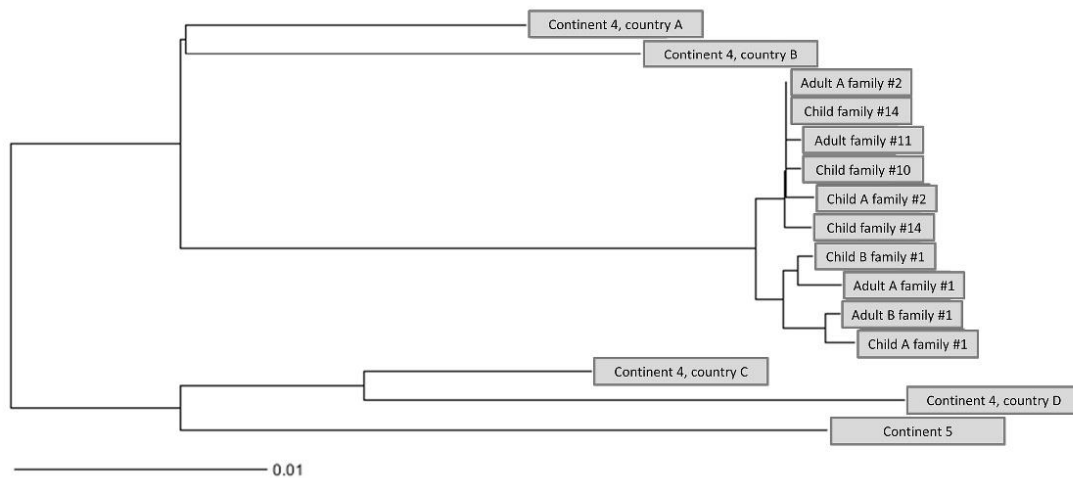 Continent 4, country A
Continent 4, country B
Adult A family #2
Child family #14
Adult family #11
Child family #10
Child A family #2
Child family #14
Child B family #1
Adult A family #1
Adult B family #1
Child A family #1
Continent 4, country C
Continent 4, country D
Continent 5
0.01